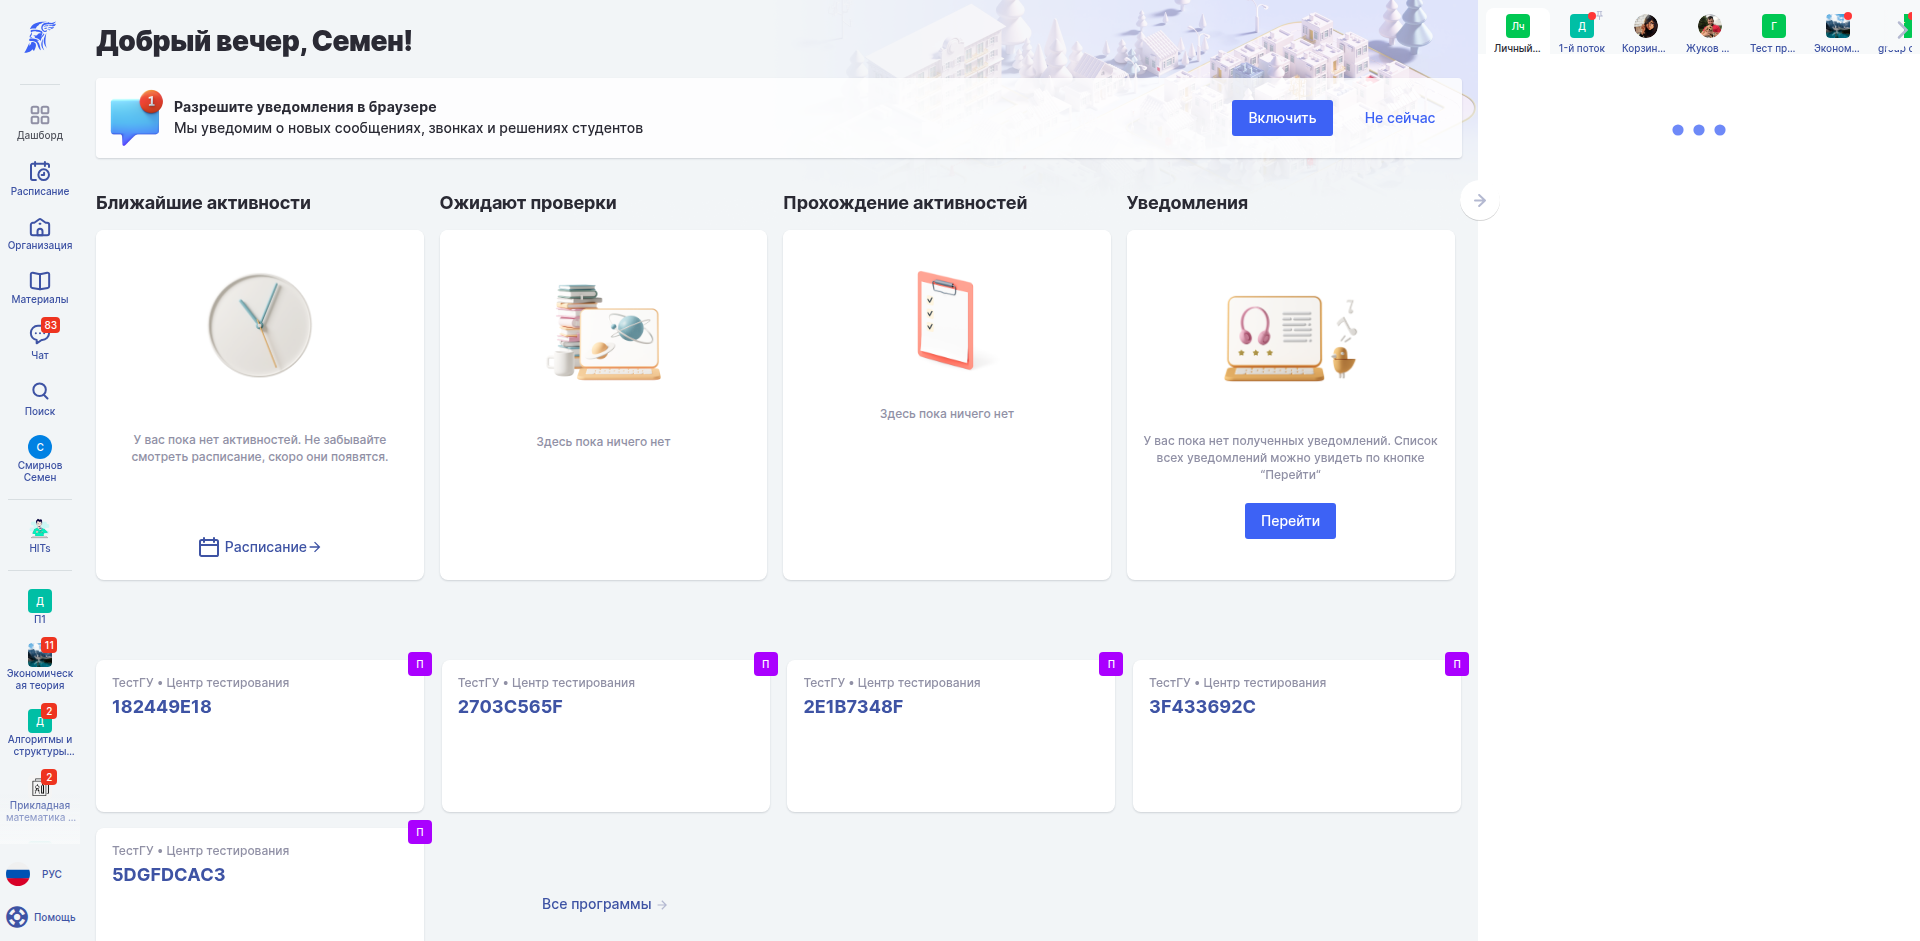 Дашборд
Расписание
Организация
Материалы
83
Чат
Поиск
С
Смирнов
Семен
HITs
Д
П1
11
Экономическ
ая теория
2
Д
Алгоритмы и
структуры...
2
Прикладная
математика ...
РУС
Помощь
Добрый вечер, Семен!
1
Разрешите уведомления в браузере
Мы уведомим о новых сообщениях, звонках и решениях студентов
Включить
Не сейчас
Ближайшие активности
У вас пока нет активностей. Не забывайте
смотреть расписание, скоро они появятся.
Расписание
Ожидают проверки
Здесь пока ничего нет
Прохождение активностей
Здесь пока ничего нет
Уведомления
У вас пока нет полученных уведомлений. Список
всех уведомлений можно увидеть по кнопке
“Перейти”
Перейти
П
ТестГУ • Центр тестирования
182449E18
П
ТестГУ • Центр тестирования
2703C565F
П
ТестГУ • Центр тестирования
2E1B7348F
П
ТестГУ • Центр тестирования
3F433692C
П
ТестГУ • Центр тестирования
5DGFDCAC3
Все программы
Лч
Личный...
Д
1-й поток
Корзин...
Жуков ...
Г
Тест пр...
Эконом...